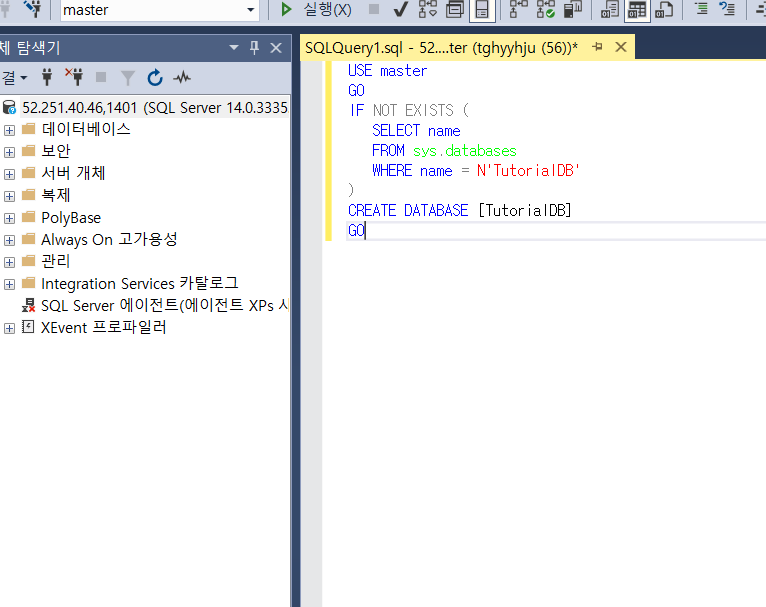 master
실행(X)
체 탐색기
SQLQuery1.sql - 52....ter (tghyyhju (56))*
결
52.251.40.46,1401 (SQL Server 14.0.3335
데이터베이스
보안
서버 개체
복제
PolyBase
Always On 고가용성
관리
Integration Services 카탈로그
SQL Server 에이전트(에이전트 XPs 사
XEvent 프로파일러
USE master
GO
IF NOT EXISTS (
SELECT name
FROM sys.databases
WHERE name = N'TutorialDB'
)
CREATE DATABASE [TutorialDB]
GO